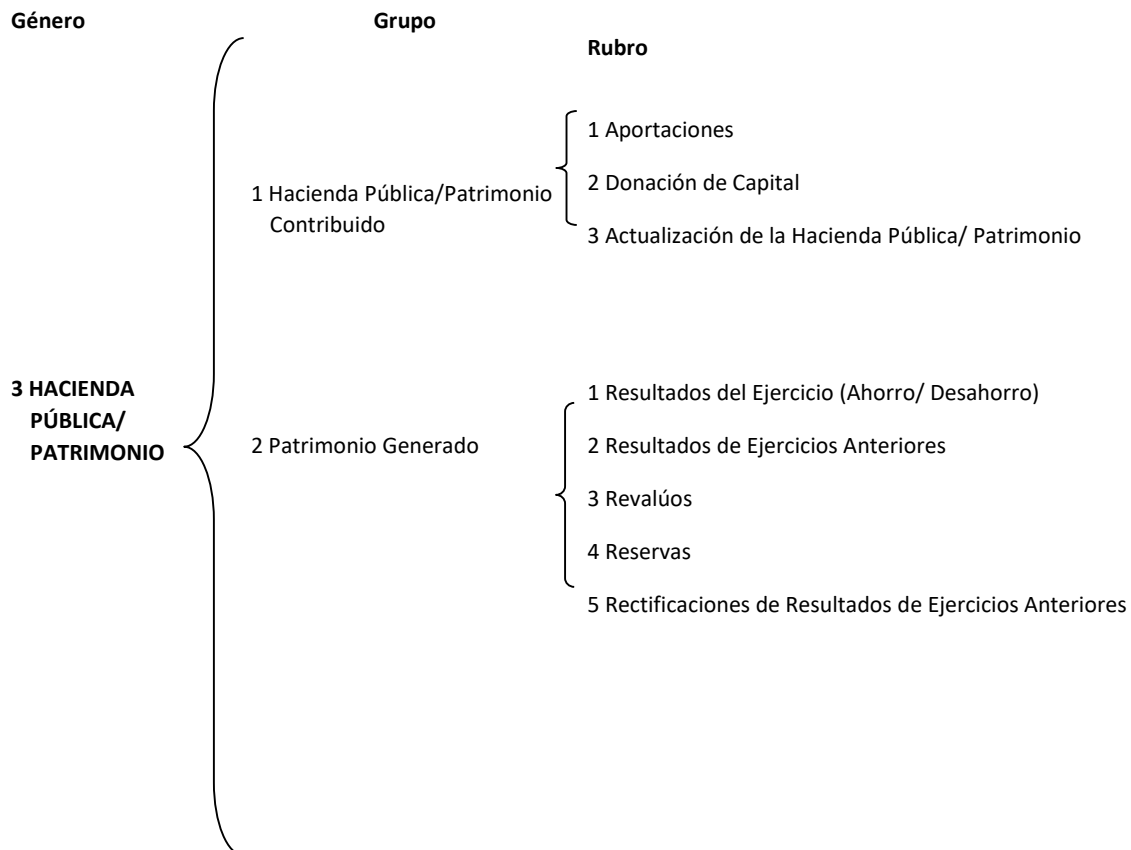 Género
Grupo
Rubro
3 HACIENDA
PÚBLICA/
PATRIMONIO
1 Hacienda Pública/Patrimonio
Contribuido
1 Aportaciones
2 Donación de Capital
3 Actualización de la Hacienda Pública/ Patrimonio
2 Patrimonio Generado
1 Resultados del Ejercicio (Ahorro/ Desahorro)
2 Resultados de Ejercicios Anteriores
3 Revalúos
4 Reservas
5 Rectificaciones de Resultados de Ejercicios Anteriores